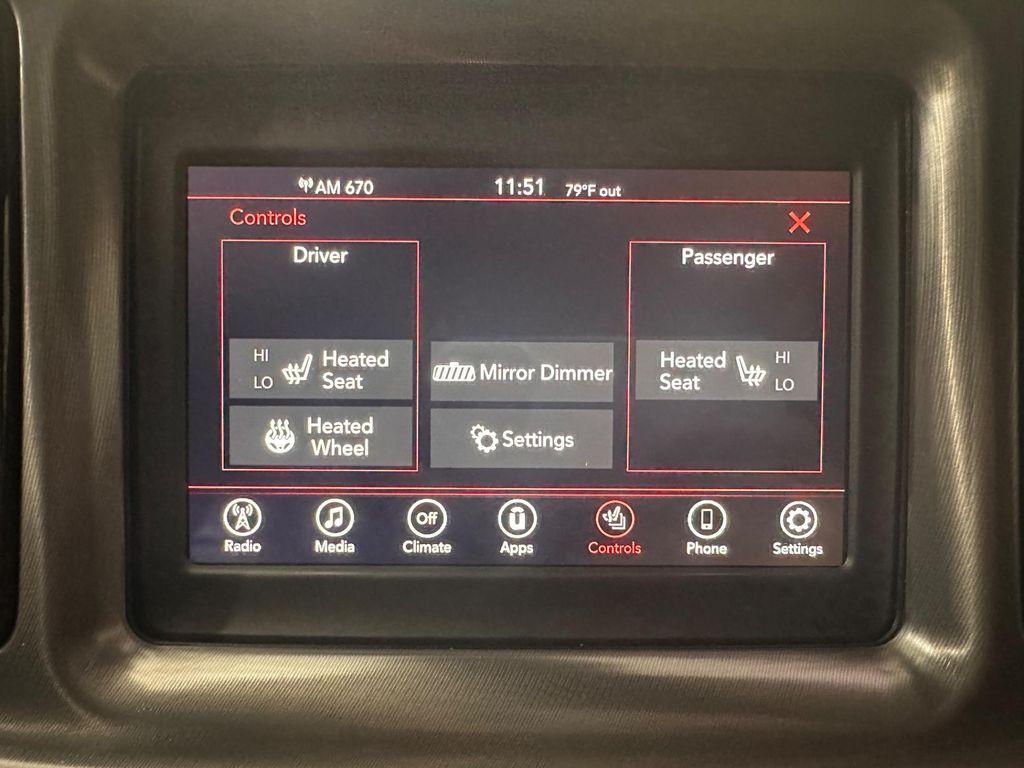 AM 670 11:51 79°F out
Controls
Driver
Passenger
HI
LO
Heated
Seat
Mirror Dimmer
Heated
Seat
HI
LO
Heated
Wheel
Settings
Off
Radio Media Climate Apps Controls Phone Settings